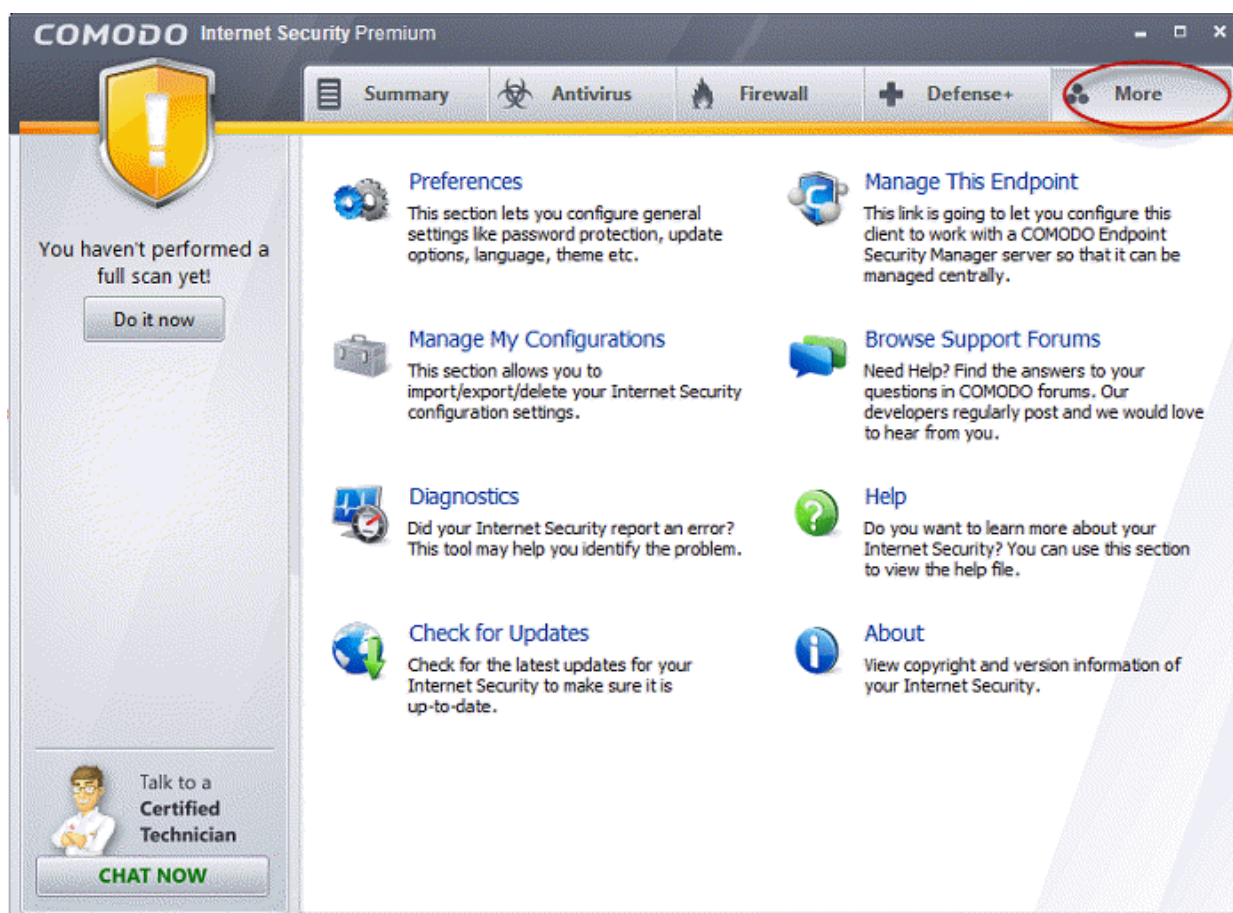 COMODO Internet Security Premium
Summary
Antivirus
Firewall
Defense+
More
You haven't performed a
full scan yet!
Do it now
Talk to a
Certified
Technician
CHAT NOW
Preferences
This section lets you configure general
settings like password protection, update
options, language, theme etc.
Manage This Endpoint
This link is going to let you configure this
client to work with a COMODO Endpoint
Security Manager server so that it can be
managed centrally.
Manage My Configurations
This section allows you to
import/export/delete your Internet Security
configuration settings.
Browse Support Forums
Need Help? Find the answers to your
questions in COMODO forums. Our
developers regularly post and we would love
to hear from you.
Diagnostics
Did your Internet Security report an error?
This tool may help you identify the problem.
Help
Do you want to learn more about your
Internet Security? You can use this section
to view the help file.
Check for Updates
Check for the latest updates for your
Internet Security to make sure it is
up-to-date.
About
View copyright and version information of
your Internet Security.